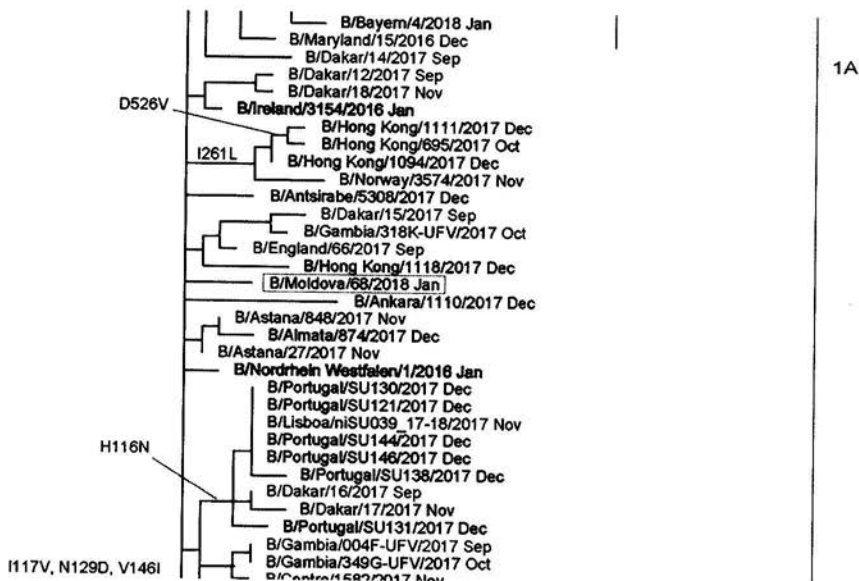 B/Bayern/4/2018 Jan
B/Maryland/15/2016 Dec
B/Dakar/14/2017 Sep
1A
B/Dakar/12/2017 Sep
B/Dakar/18/2017 Nov
D526V
B/Ireland/3154/2016 Jan
B/Hong Kong/1111/2017 Dec
B/Hong Kong/695/2017 Oct
I261L
B/Hong Kong/1094/2017 Dec
B/Norway/3574/2017 Nov
B/Antsirabe/5308/2017 Dec
B/Dakar/15/2017 Sep
B/Gambia/318K-UFV/2017 Oct
B/England/66/2017 Sep
B/Hong Kong/1118/2017 Dec
B/Moldova/68/2018 Jan
B/Ankara/1110/2017 Dec
B/Astana/848/2017 Nov
B/Almata/874/2017 Dec
B/Astana/27/2017 Nov
B/Nordrhein Westfalen/1/2016 Jan
B/Portugal/SU130/2017 Dec
B/Portugal/SU121/2017 Dec
B/Lisboa/niSU039_17-18/2017 Nov
B/Portugal/SU144/2017 Dec
H116N
B/Portugal/SU146/2017 Dec
B/Portugal/SU138/2017 Dec
B/Dakar/16/2017 Sep
B/Dakar/17/2017 Nov
B/Portugal/SU131/2017 Dec
B/Gambia/004F-UFV/2017 Sep
I117V, N129D, V146I
B/Gambia/349G-UFV/2017 Oct
B/Centre/1582/2017 Nov